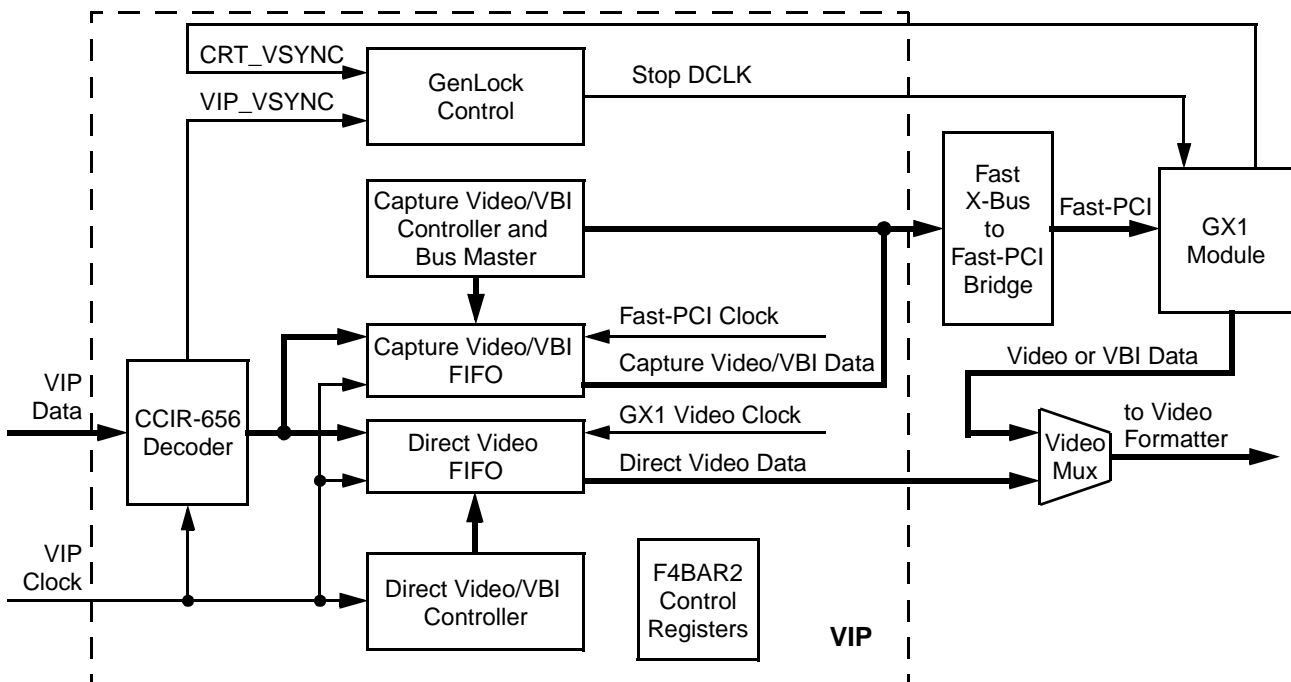 CRT_VSYNC
VIP_VSYNC
GenLock
Control
Stop DCLK
Capture Video/VBI
Controller and
Bus Master
Fast
X-Bus
to
Fast-PCI
Bridge
Fast-PCI
GX1
Module
Fast-PCI Clock
Capture Video/VBI
FIFO
Capture Video/VBI Data
Video or VBI Data
VIP
Data
CCIR-656
Decoder
GX1 Video Clock
Direct Video
FIFO
Direct Video Data
Video
Mux
to Video
Formatter
VIP
Clock
Direct Video/VBI
Controller
F4BAR2
Control
Registers
VIP